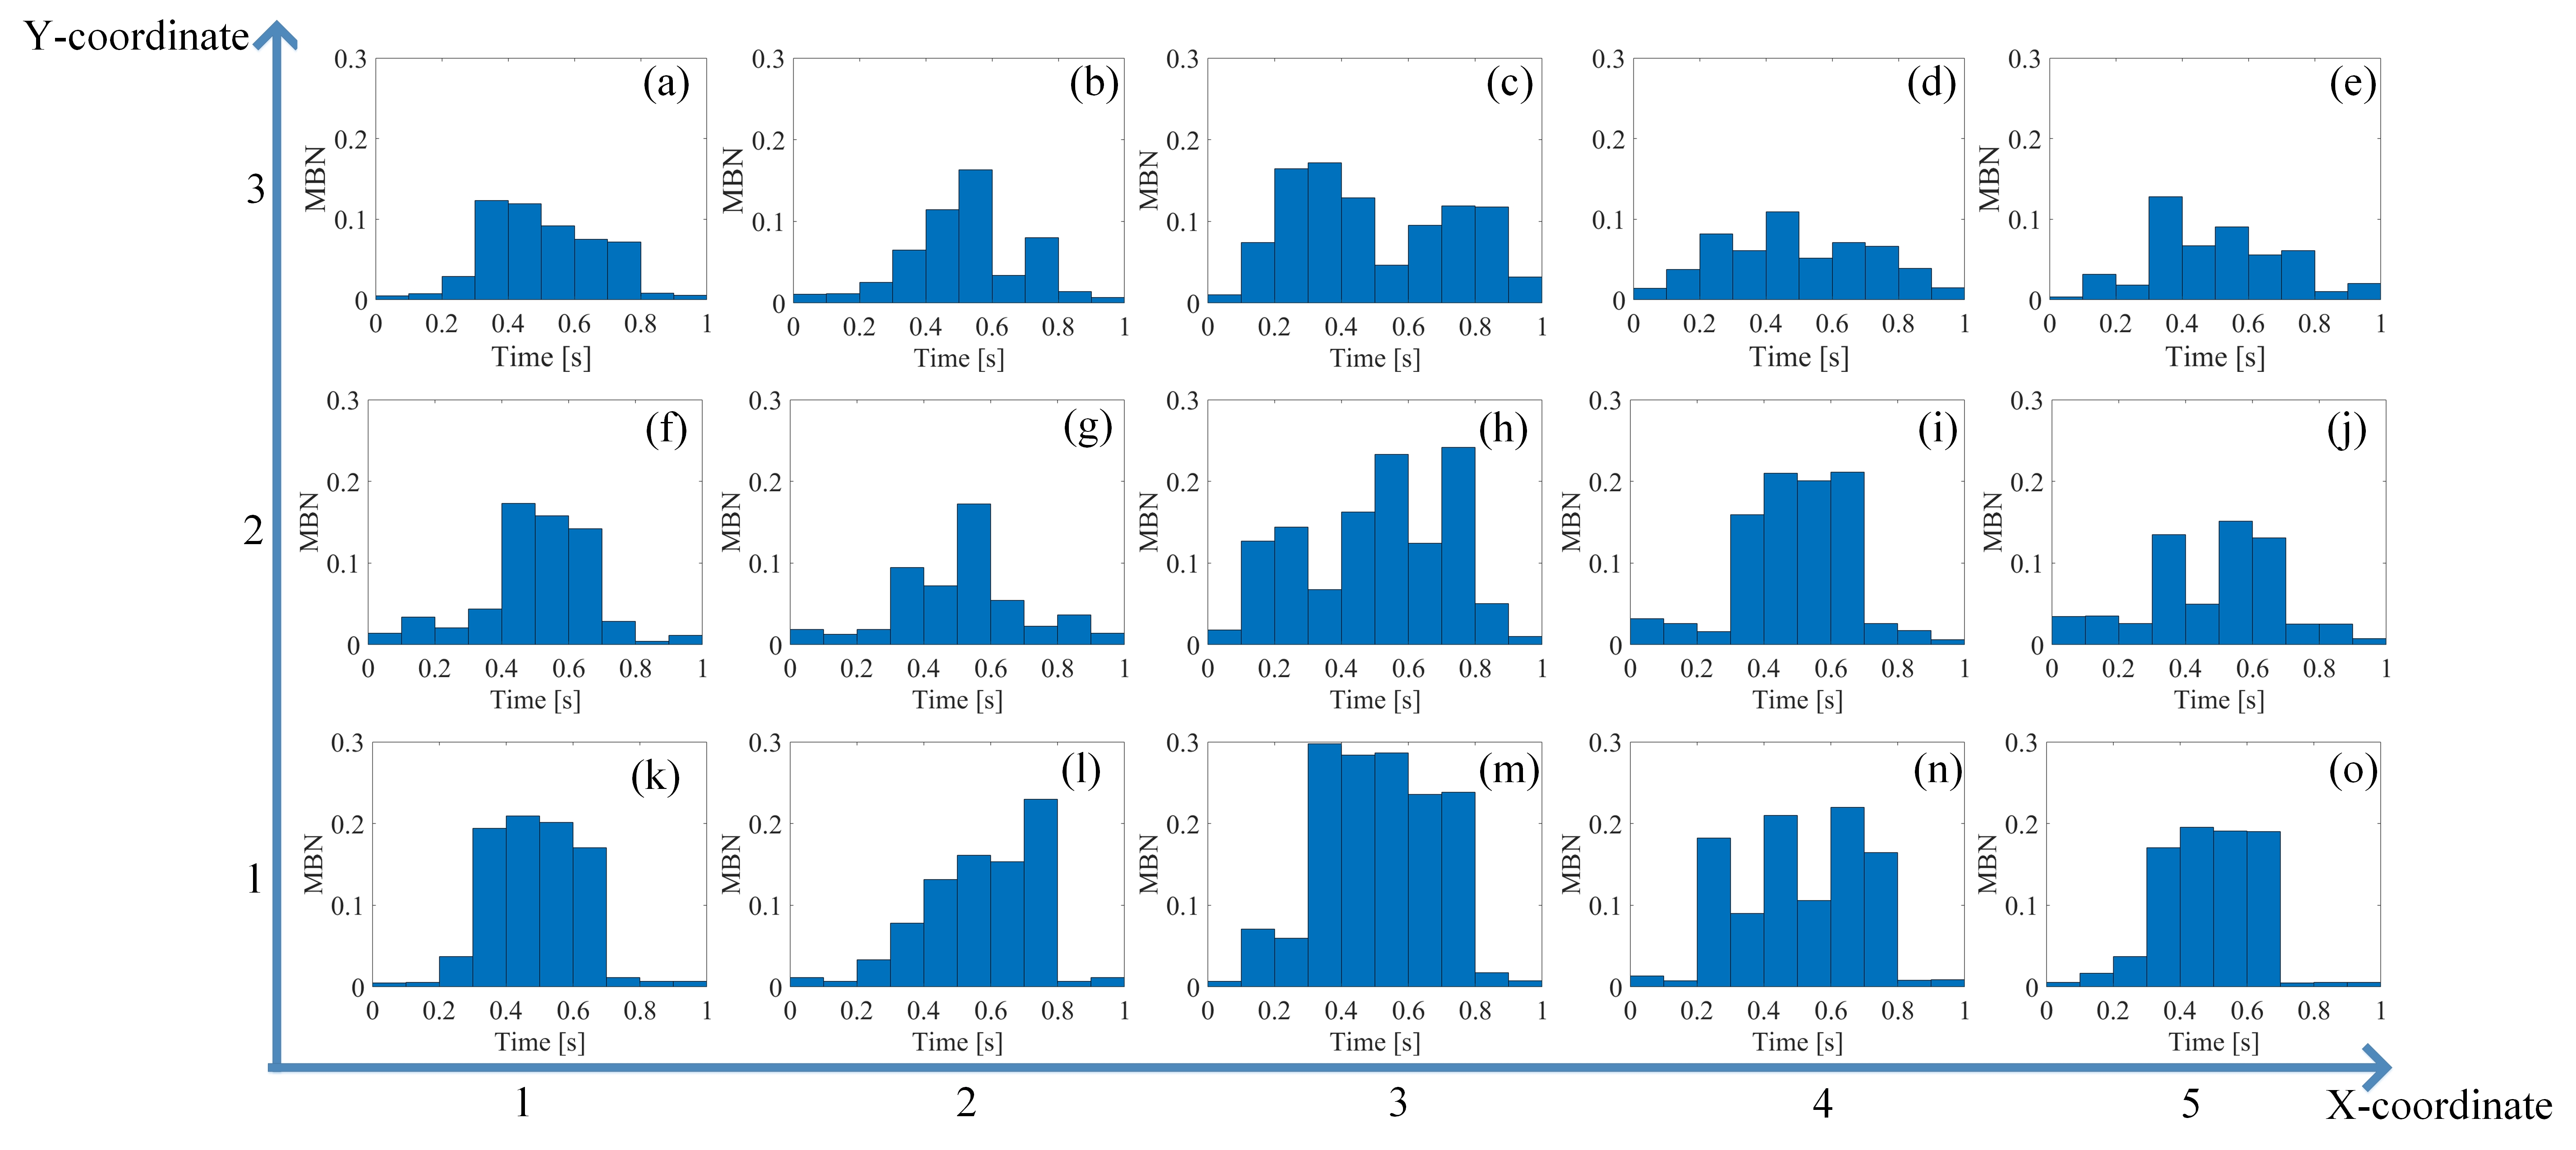 Y-coordinate
(a) (b) (c) (d) (e)
0.3 0.3 0.3 0.3 0.3
0.2 0.2 0.2 0.2 0.2
MBN MBN MBN MBN MBN
3
0.1 0.1 0.1 0.1 0.1
0 0 0 0 0
0 0.2 0.4 0.6 0.8 1 0 0.2 0.4 0.6 0.8 1 0 0.2 0.4 0.6 0.8 1 0 0.2 0.4 0.6 0.8 1 0 0.2 0.4 0.6 0.8 1
Time [s] Time [s] Time [s] Time [s] Time [s]
(f) (g) (h) (i) (j)
0.3 0.3 0.3 0.3 0.3
0.2 0.2 0.2 0.2 0.2
MBN MBN MBN MBN MBN
2
0.1 0.1 0.1 0.1 0.1
0 0 0 0 0
0 0.2 0.4 0.6 0.8 1 0 0.2 0.4 0.6 0.8 1 0 0.2 0.4 0.6 0.8 1 0 0.2 0.4 0.6 0.8 1 0 0.2 0.4 0.6 0.8 1
Time [s] Time [s] Time [s] Time [s] Time [s]
(k) (l) (m) (n) (o)
0.3 0.3 0.3 0.3 0.3
0.2 0.2 0.2 0.2 0.2
MBN MBN MBN MBN MBN
1
0.1 0.1 0.1 0.1 0.1
0 0 0 0 0
0 0.2 0.4 0.6 0.8 1 0 0.2 0.4 0.6 0.8 1 0 0.2 0.4 0.6 0.8 1 0 0.2 0.4 0.6 0.8 1 0 0.2 0.4 0.6 0.8 1
Time [s] Time [s] Time [s] Time [s] Time [s]
1 2 3 4 5 X-coordinate